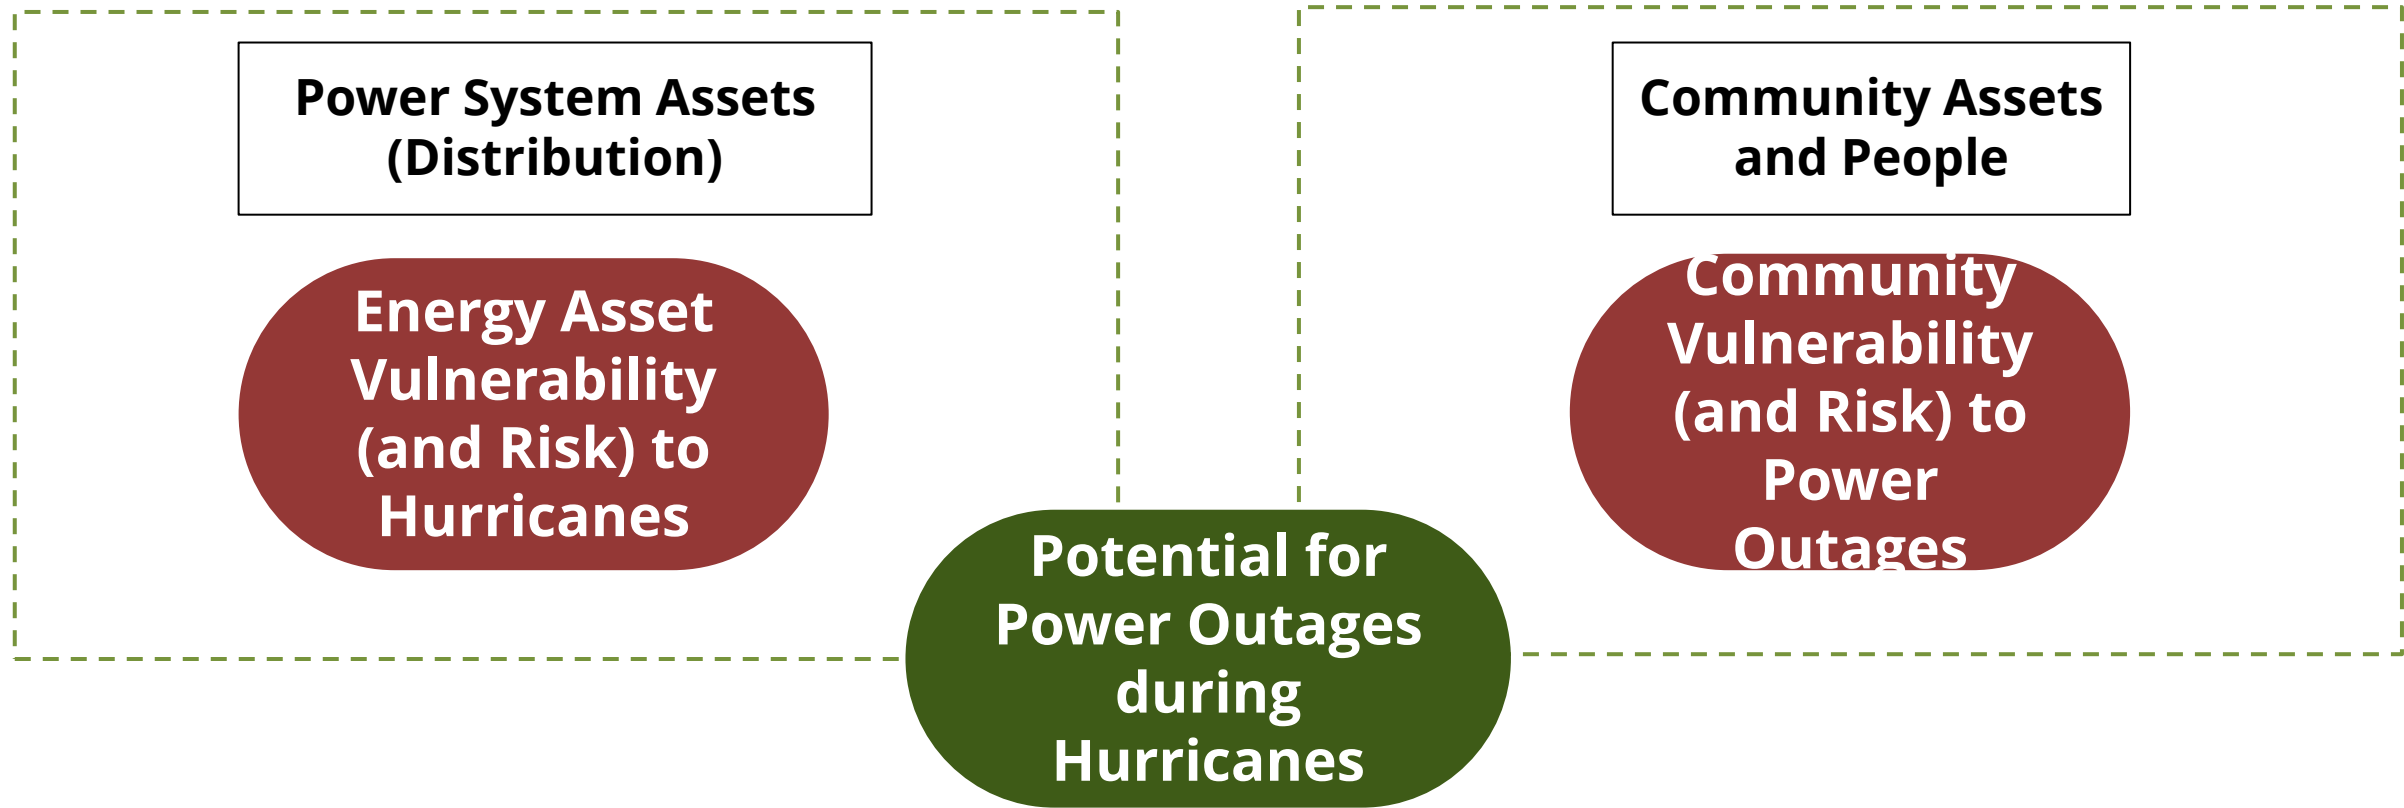 Power System Assets
(Distribution)
Energy Asset
Vulnerability
(and Risk) to
Hurricanes
Community Assets
and People
Community
Vulnerability
(and Risk) to
Power
Outages
Potential for
Power Outages
during
Hurricanes